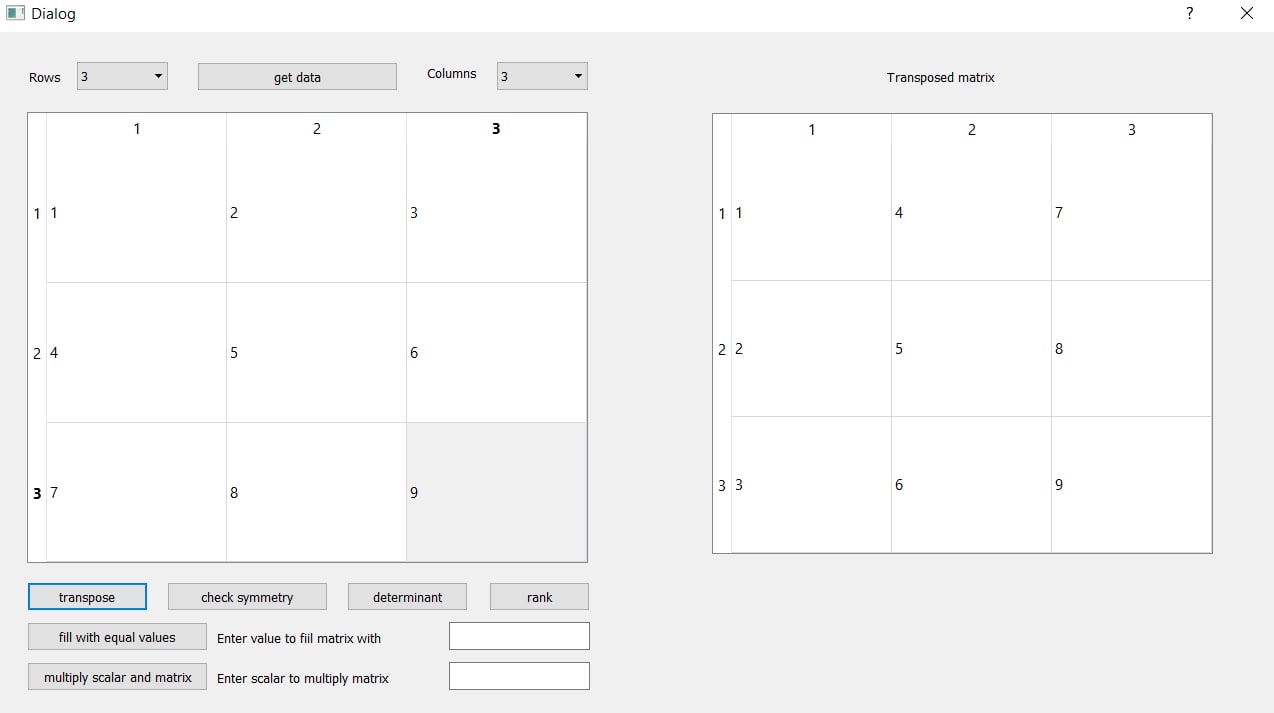 Dialog ?
Rows 3 get data Columns 3 Transposed matrix
1 2 3 1 2 3
1 1 2 3 1 1 4 7
2 4 5 6 2 2 5 8
3 7 8 9 3 3 6 9
transpose check symmetry determinant rank
fill with equal values Enter value to fiil matrix with
multiply scalar and matrix Enter scalar to multiply matrix